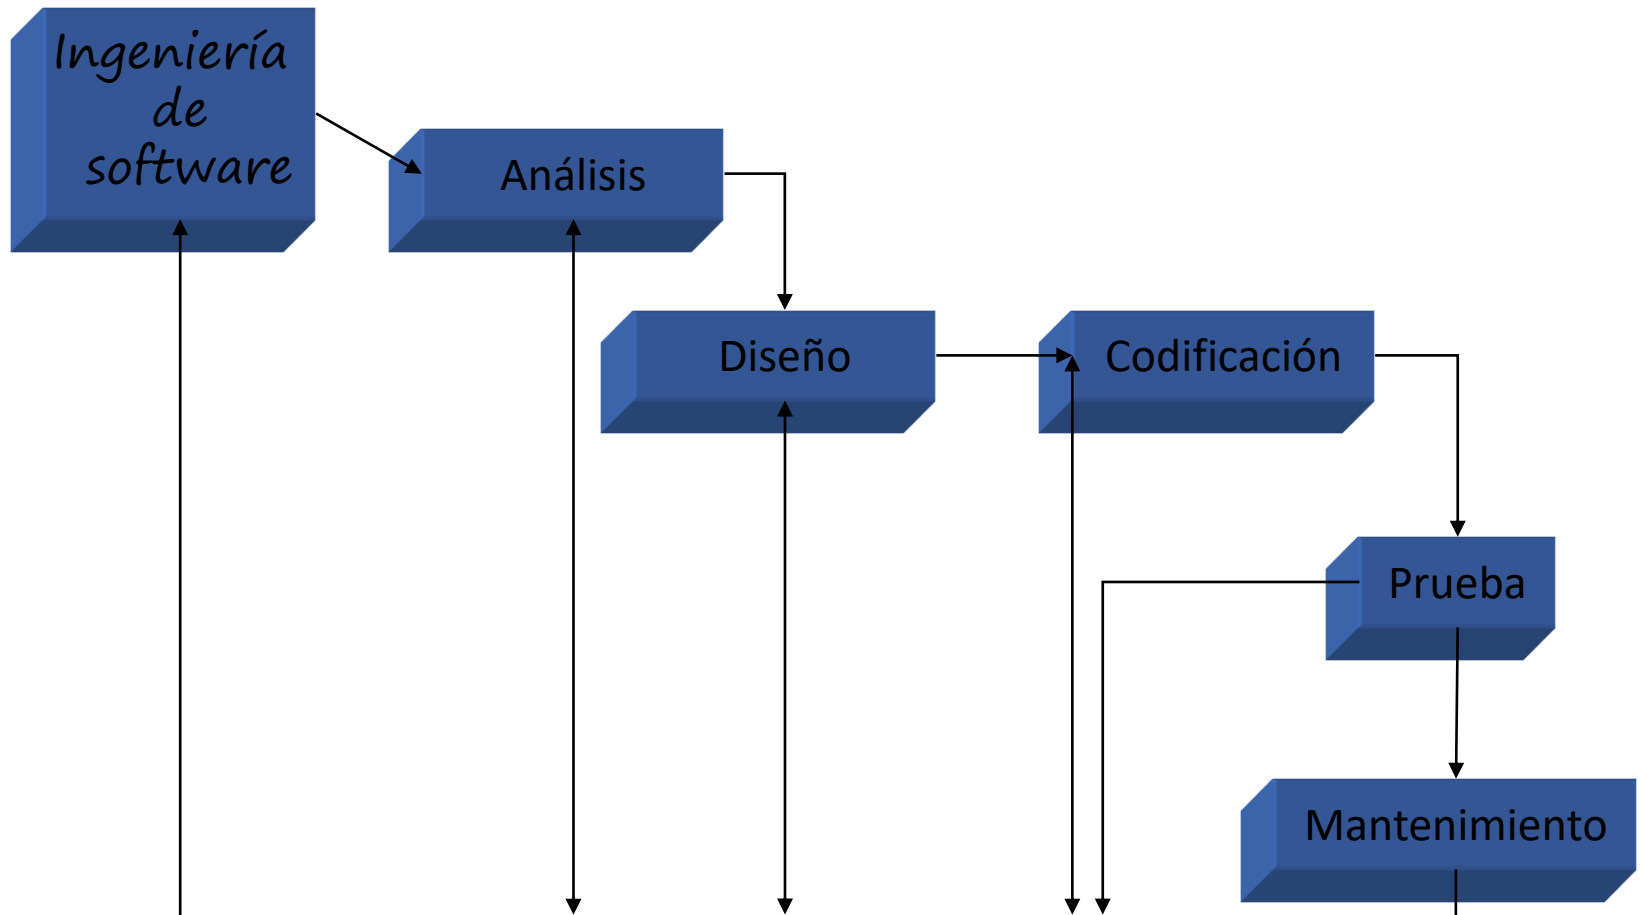 Ingeniería
de
software
Análisis
Diseño
Codificación
Prueba
Mantenimiento